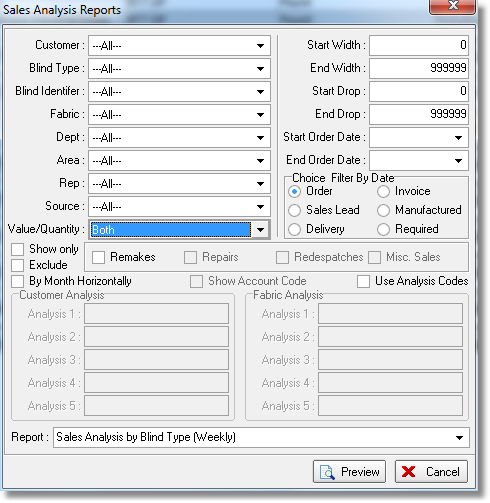 Sales Analysis Reports
Customer : ---All---
Blind Type : ---All---
Blind Identifer : ---All---
Fabric : ---All---
Dept : ---All---
Area : ---All---
Rep : ---All---
Source : ---All---
Value/Quantity : Both
Start Width : 0
End Width : 999999
Start Drop : 0
End Drop : 999999
Start Order Date :
End Order Date :
Choice Filter By Date
Order Invoice
Sales Lead Manufactured
Delivery Required
Show only
Exclude
Remakes Repairs Redespatches Misc. Sales
By Month Horizontally Show Account Code Use Analysis Codes
Customer Analysis
Analysis 1 :
Analysis 2 :
Analysis 3 :
Analysis 4 :
Analysis 5 :
Fabric Analysis
Analysis 1 :
Analysis 2 :
Analysis 3 :
Analysis 4 :
Analysis 5 :
Report : Sales Analysis by Blind Type (Weekly)
Preview Cancel